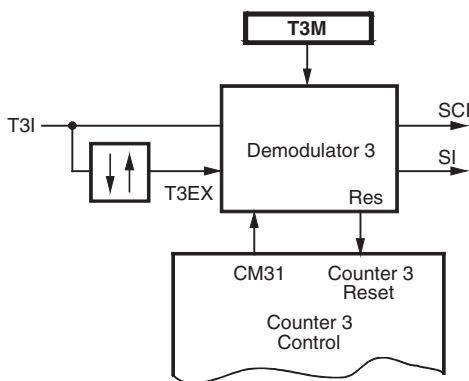 T3M
T3I
SCI
Demodulator 3
SI
T3EX
Res
CM31
Counter 3
Reset
Counter 3
Control